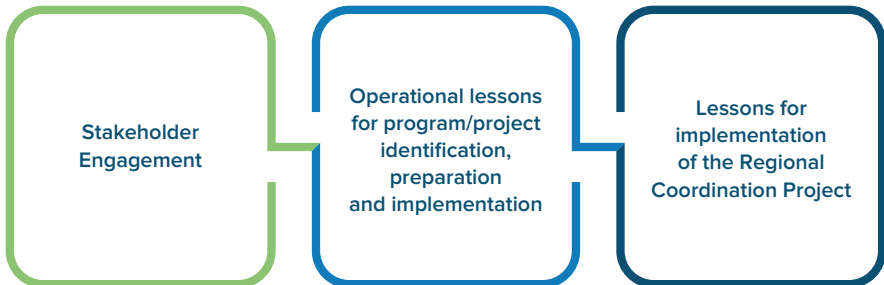 Stakeholder
Engagement
Operational lessons
for program/project
identification,
preparation
and implementation
Lessons for
implementation
of the Regional
Coordination Project